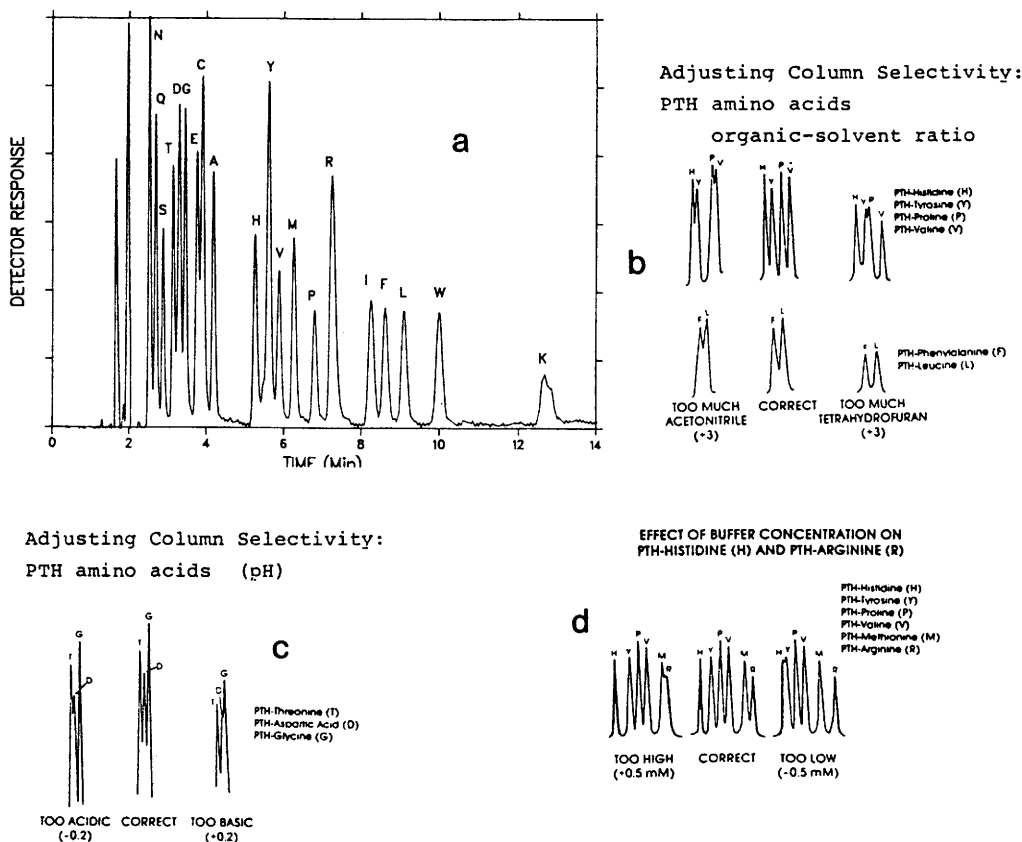 a
N
Q
S
T
DG
E
C
A
H
Y
V
M
P
R
I
F
L
W
K
DETECTOR RESPONSE
0 2 4 6 8 10 12 14
TIME (Min)
Adjusting Column Selectivity:
PTH amino acids
organic-solvent ratio
b
H Y P V
H Y P V
H Y P V
PTH-Histidine (H)
PTH-Tyrosine (Y)
PTH-Proline (P)
PTH-Valine (V)
F L
F L
F L
PTH-Phenylalanine (F)
PTH-Leucine (L)
TOO MUCH
ACETONITRILE
(+3)
CORRECT
TOO MUCH
TETRAHYDROFURAN
(+3)
Adjusting Column Selectivity:
PTH amino acids (pH)
c
T D G
T D G
T D G
PTH-Threonine (T)
PTH-Aspartic Acid (D)
PTH-Glycine (G)
TOO ACIDIC
(-0.2)
CORRECT
TOO BASIC
(+0.2)
EFFECT OF BUFFER CONCENTRATION ON
PTH-HISTIDINE (H) AND PTH-ARGININE (R)
d
PTH-Histidine (H)
PTH-Tyrosine (Y)
PTH-Proline (P)
PTH-Valine (V)
PTH-Methionine (M)
PTH-Arginine (R)
H Y P V M R
H Y P V M R
H Y P V M R
TOO HIGH
(+0.5 mM)
CORRECT
TOO LOW
(-0.5 mM)